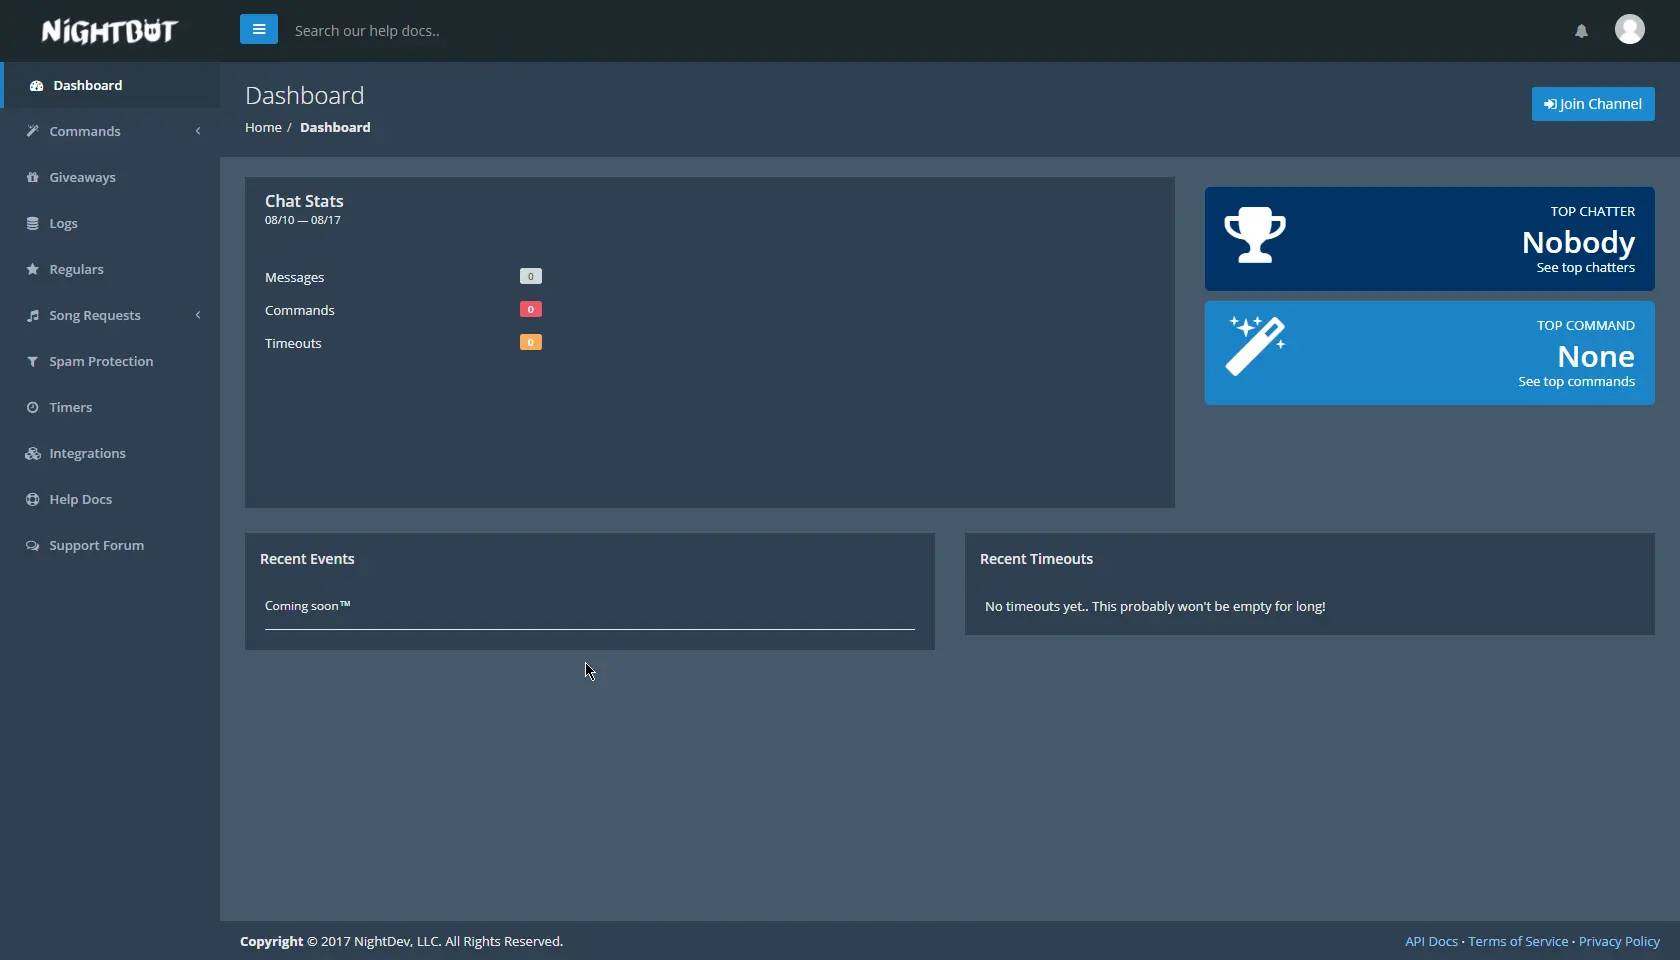 NiGHTBOT
Search our help docs..
Dashboard
Commands
Giveaways
Logs
Regulars
Song Requests
Spam Protection
Timers
Integrations
Help Docs
Support Forum
Dashboard
Home / Dashboard
Join Channel
Chat Stats
08/10 — 08/17
Messages 0
Commands 0
Timeouts 0
TOP CHATTER
Nobody
See top chatters
TOP COMMAND
None
See top commands
Recent Events
Coming soon™
Recent Timeouts
No timeouts yet.. This probably won't be empty for long!
Copyright © 2017 NightDev, LLC. All Rights Reserved.
API Docs · Terms of Service · Privacy Policy